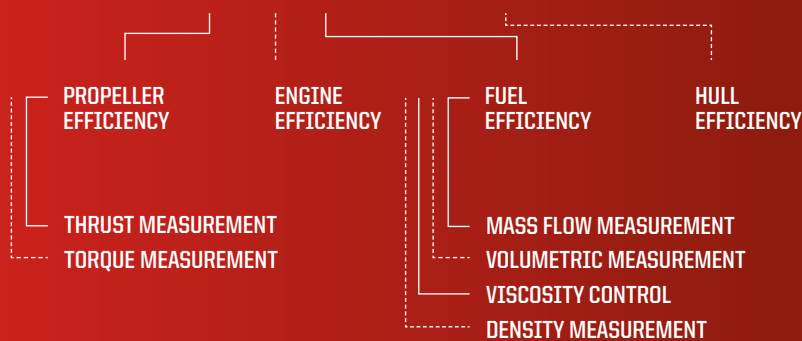 PROPELLER
EFFICIENCY
ENGINE
EFFICIENCY
FUEL
EFFICIENCY
HULL
EFFICIENCY
THRUST MEASUREMENT
TORQUE MEASUREMENT
MASS FLOW MEASUREMENT
VOLUMETRIC MEASUREMENT
VISCOSITY CONTROL
DENSITY MEASUREMENT